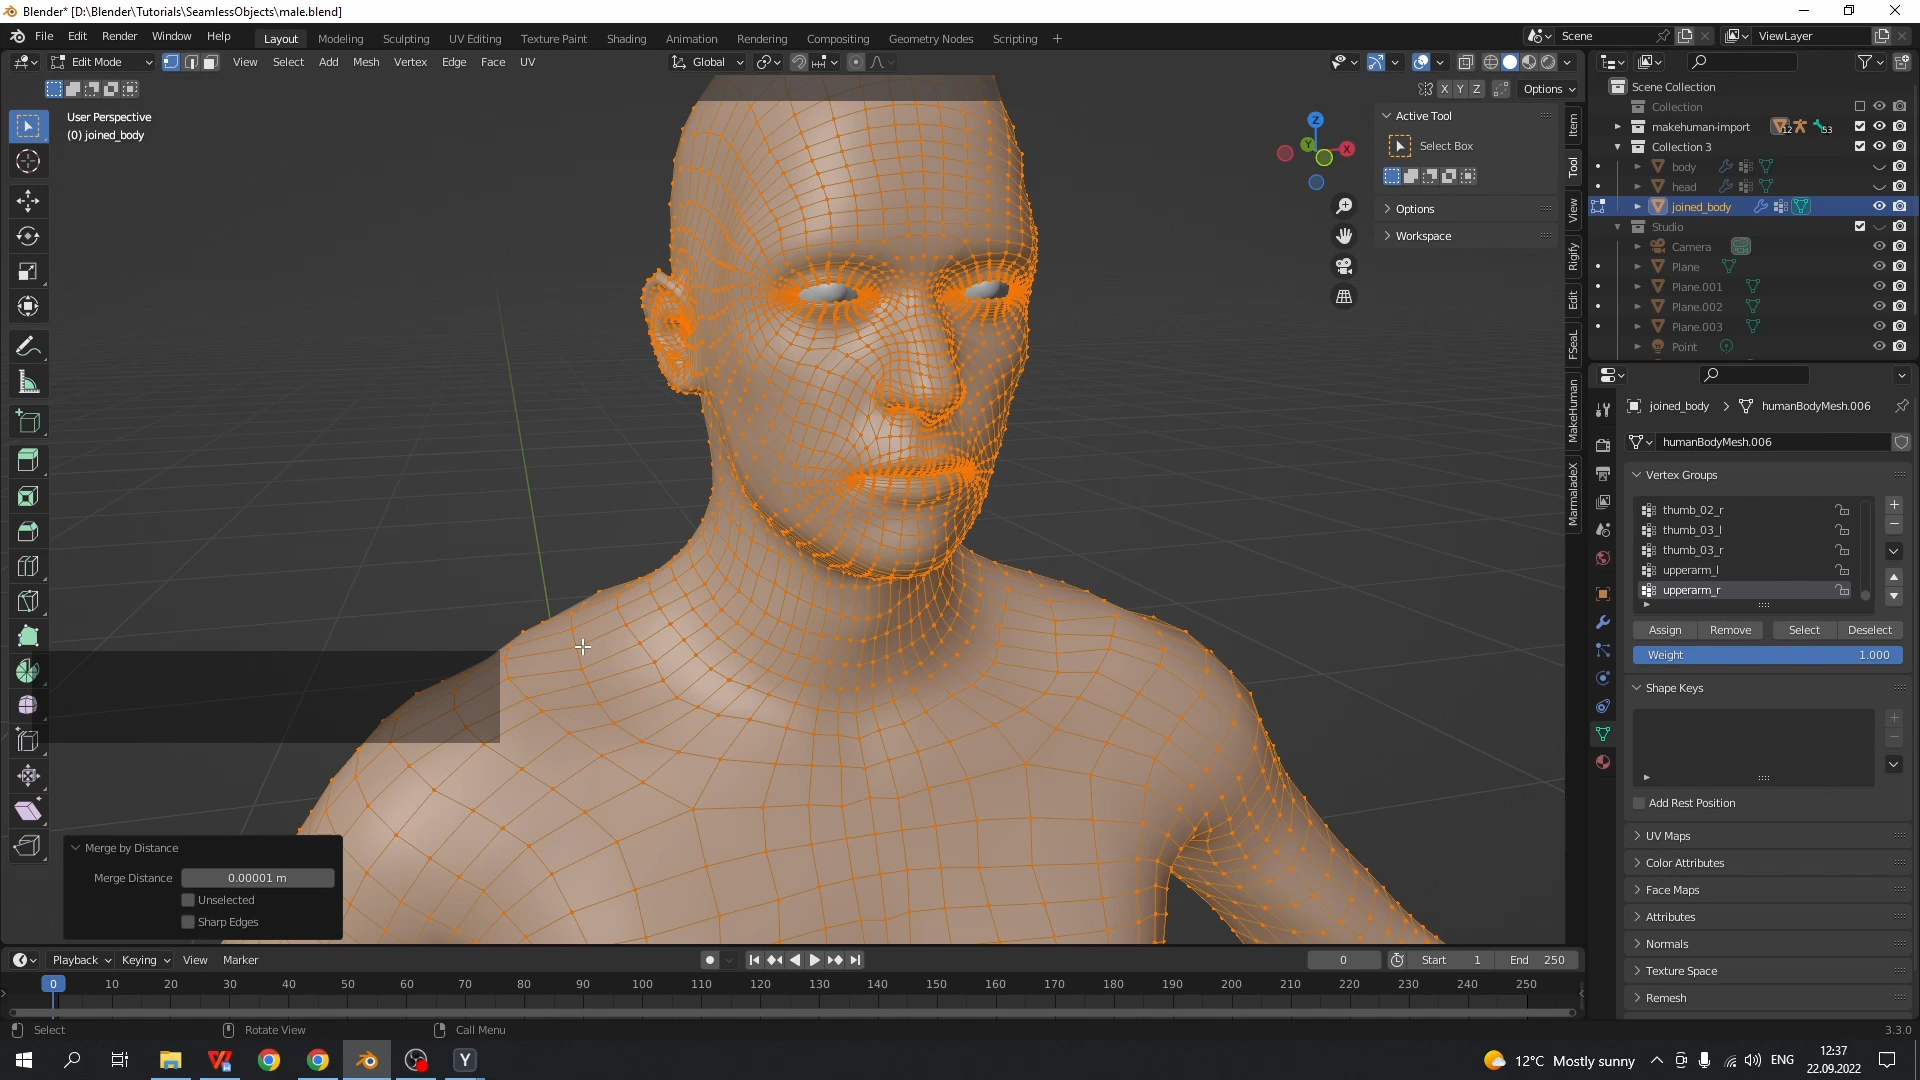 Blender* [D:\Blender\Tutorials\SeamlessObjects\male.blend]
File Edit Render Window Help Layout Modeling Sculpting UV Editing Texture Paint Shading Animation Rendering Compositing Geometry Nodes Scripting + Scene ViewLayer
Edit Mode View Select Add Mesh Vertex Edge Face UV Global
X Y Z Options
User Perspective
(0) joined_body
Z
Y
X
Active Tool
Select Box
Options
Workspace
Item
Tool
View
Rigify
Edit
FSeaL
MakeHuman
MarmaladeX
Scene Collection
Collection
makehuman-import 12 53
Collection 3
body
head
joined_body
Studio
Camera
Plane
Plane.001
Plane.002
Plane.003
Point
joined_body > humanBodyMesh.006
humanBodyMesh.006
Vertex Groups
thumb_02_r
thumb_03_l
thumb_03_r
upperarm_l
upperarm_r
Assign Remove Select Deselect
Weight 1.000
Shape Keys
Add Rest Position
UV Maps
Color Attributes
Face Maps
Attributes
Normals
Texture Space
Remesh
Merge by Distance
Merge Distance 0.00001 m
Unselected
Sharp Edges
Playback Keying View Marker 0 Start 1 End 250
0 10 20 30 40 50 60 70 80 90 100 110 120 130 140 150 160 170 180 190 200 210 220 230 240 250
Select Rotate View Call Menu 3.3.0
12°C Mostly sunny ENG 12:37
22.09.2022